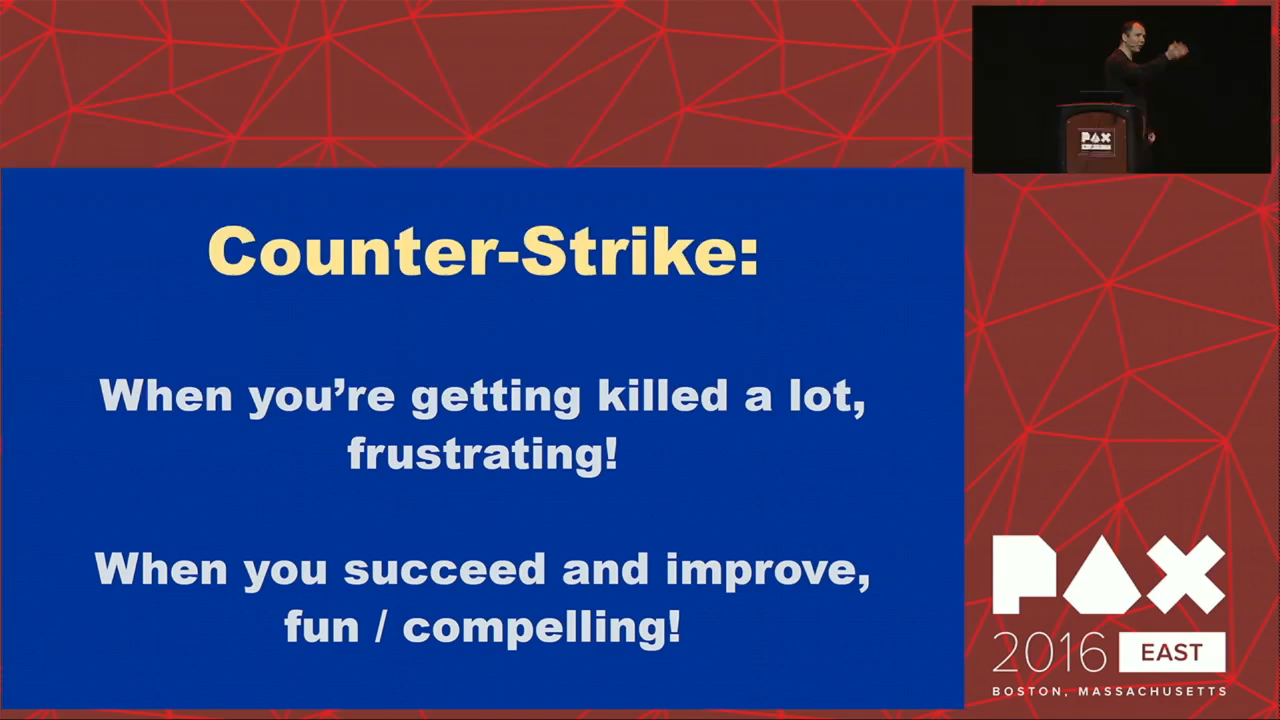 Counter-Strike:
When you’re getting killed a lot,
frustrating!
When you succeed and improve,
fun / compelling!
PAX
PAX
2016 EAST
BOSTON, MASSACHUSETTS